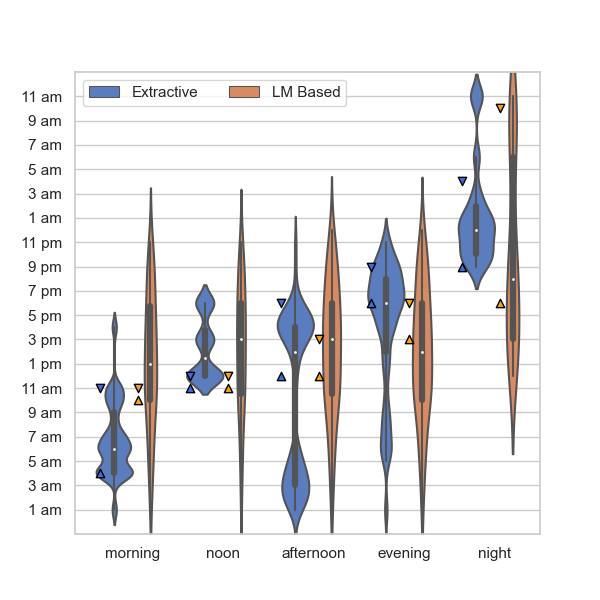 Extractive LM Based
11 am
9 am
7 am
5 am
3 am
1 am
11 pm
9 pm
7 pm
5 pm
3 pm
1 pm
11 am
9 am
7 am
5 am
3 am
1 am
morning noon afternoon evening night